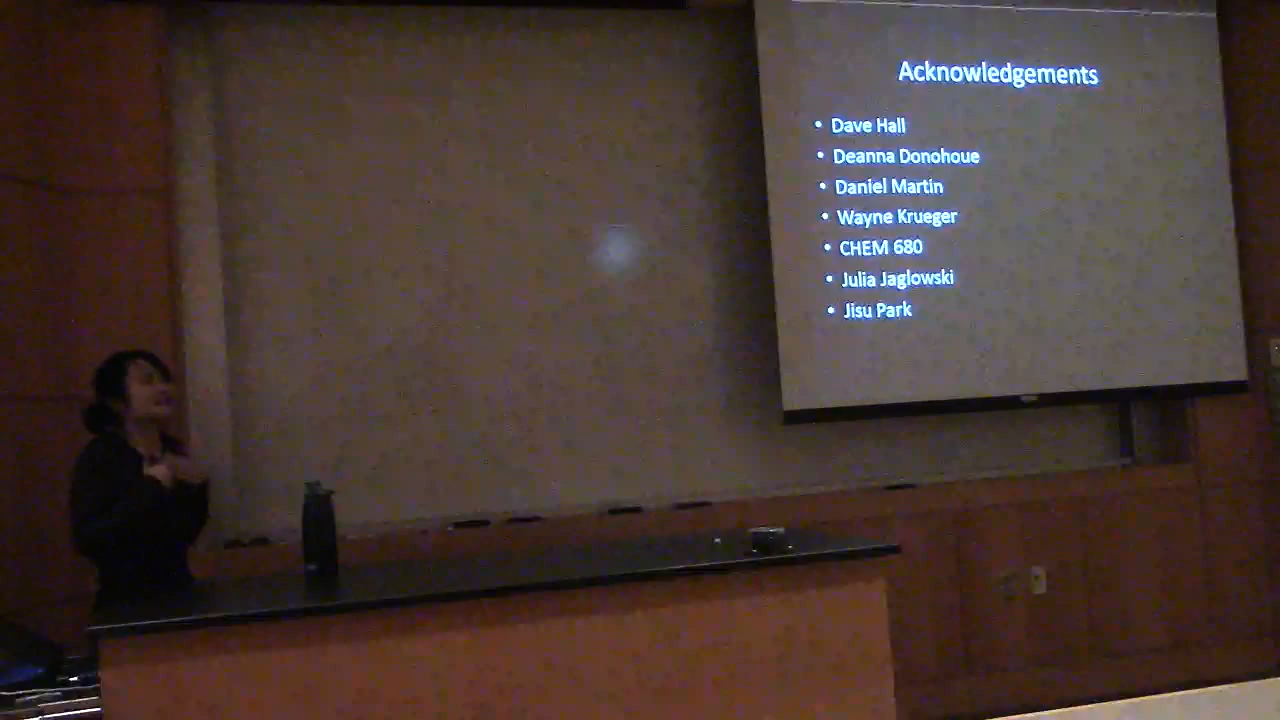 Acknowledgements
• Dave Hall
• Deanna Donohoue
• Daniel Martin
• Wayne Krueger
• CHEM 680
• Julia Jaglowski
• Jisu Park